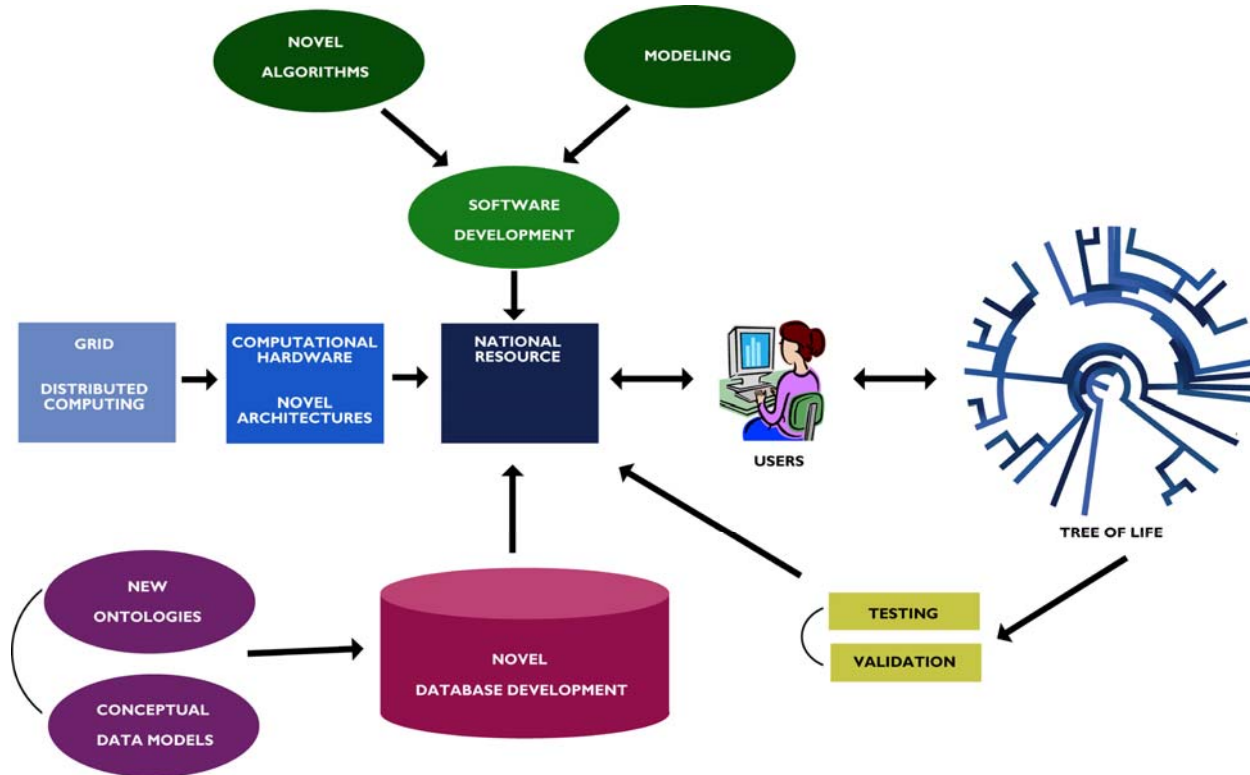 NOVEL
ALGORITHMS
MODELING
SOFTWARE
DEVELOPMENT
GRID
DISTRIBUTED
COMPUTING
COMPUTATIONAL
HARDWARE
NOVEL
ARCHITECTURES
NATIONAL
RESOURCE
USERS
TREE OF LIFE
NEW
ONTOLOGIES
CONCEPTUAL
DATA MODELS
NOVEL
DATABASE DEVELOPMENT
TESTING
VALIDATION